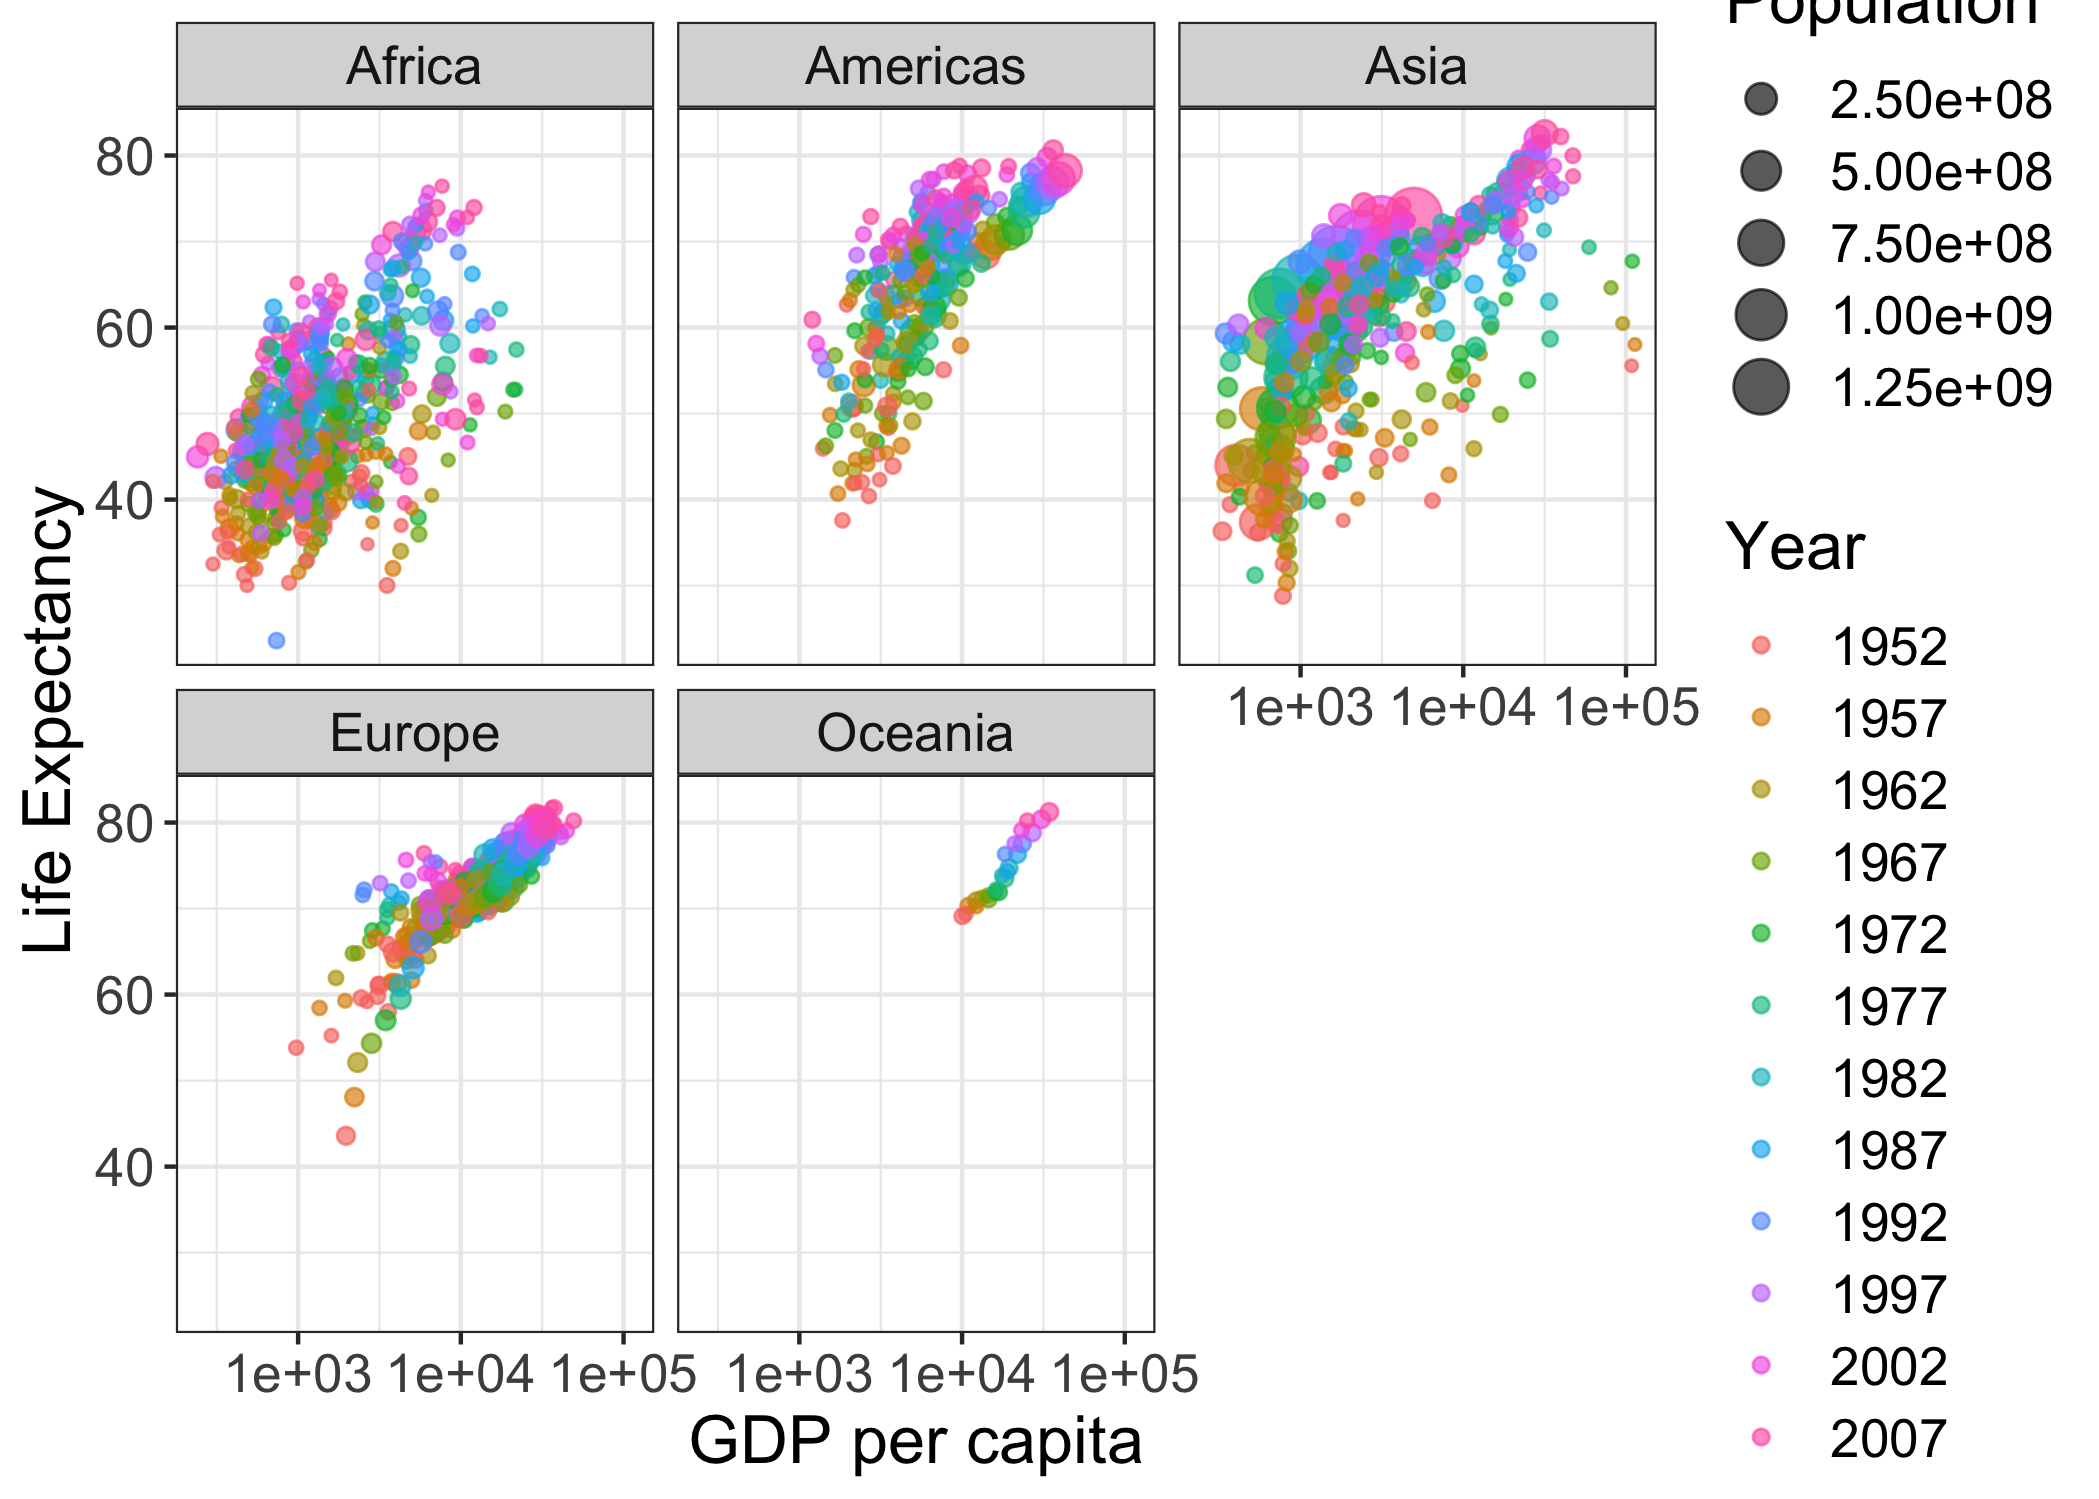 Africa
Americas
Asia
80
60
40
1e+03 1e+04 1e+05
Europe
Oceania
80
60
40
1e+03 1e+04 1e+05
1e+03 1e+04 1e+05
GDP per capita
Life Expectancy
Population
2.50e+08
5.00e+08
7.50e+08
1.00e+09
1.25e+09
Year
1952
1957
1962
1967
1972
1977
1982
1987
1992
1997
2002
2007